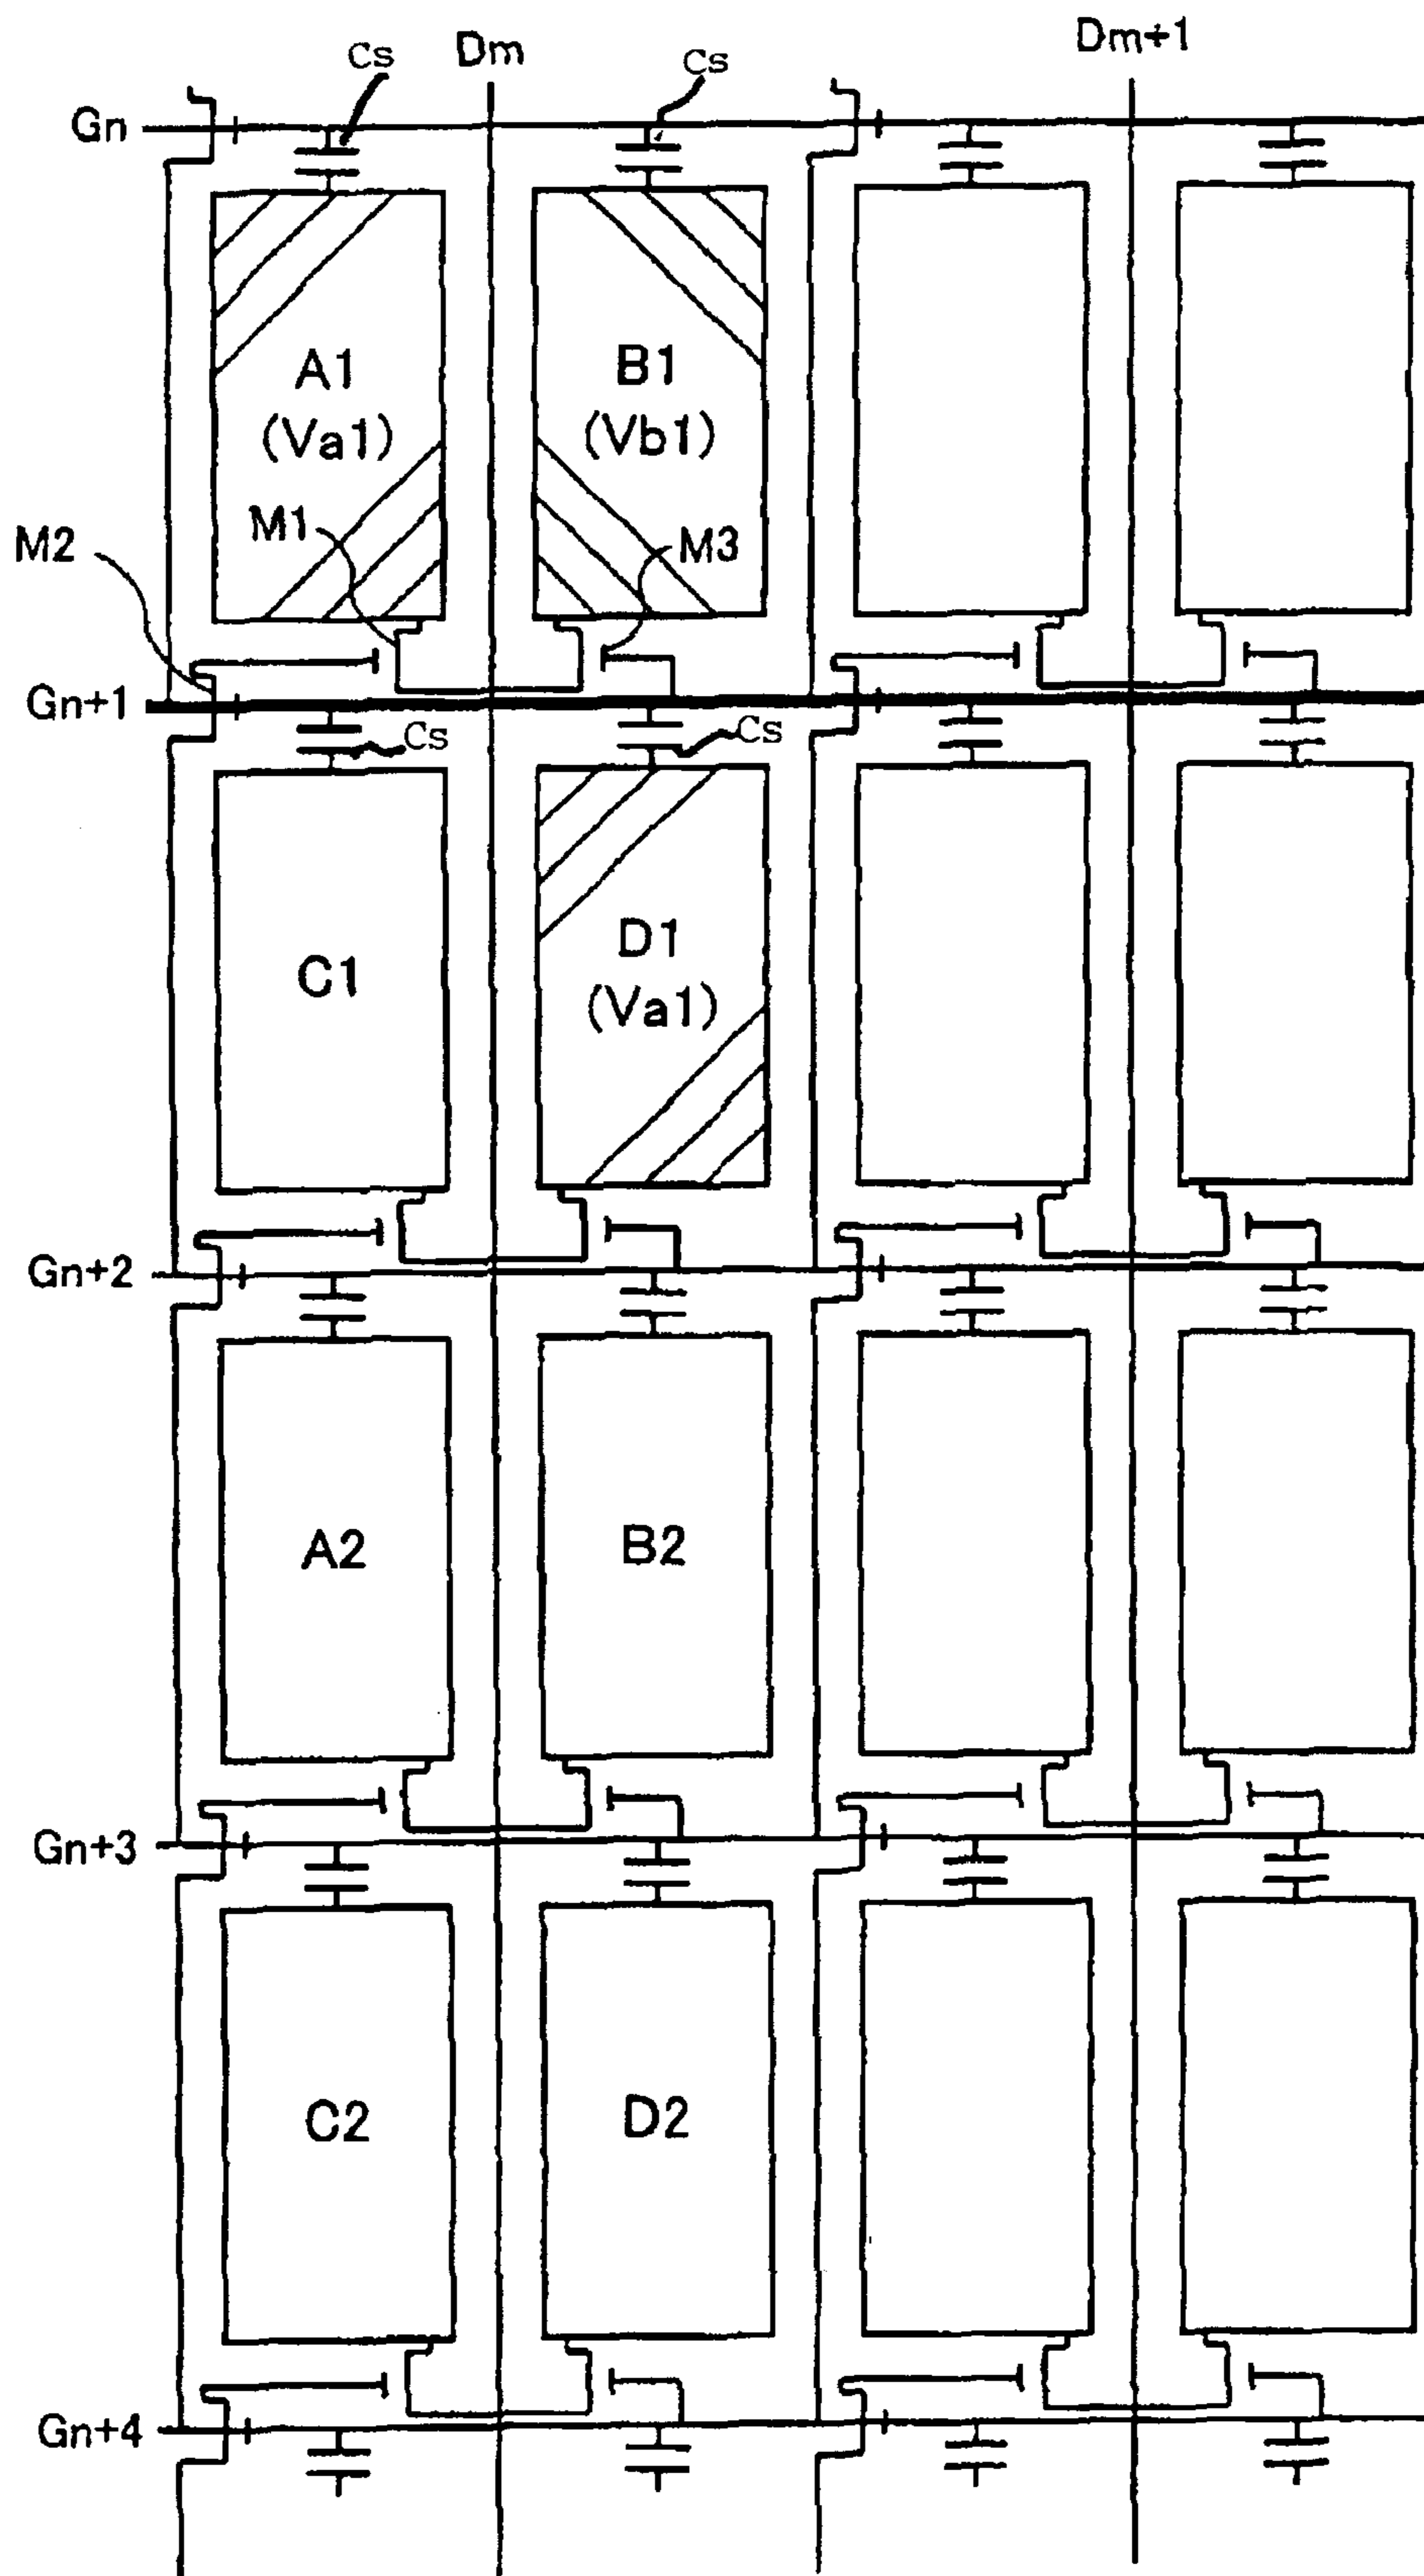 Cs
Dm
Cs
Dm+1
Gn
A1
(Va1)
B1
(Vb1)
M1
M2
M3
Gn+1
Cs
Cs
C1
D1
(Va1)
Gn+2
A2
B2
Gn+3
C2
D2
Gn+4